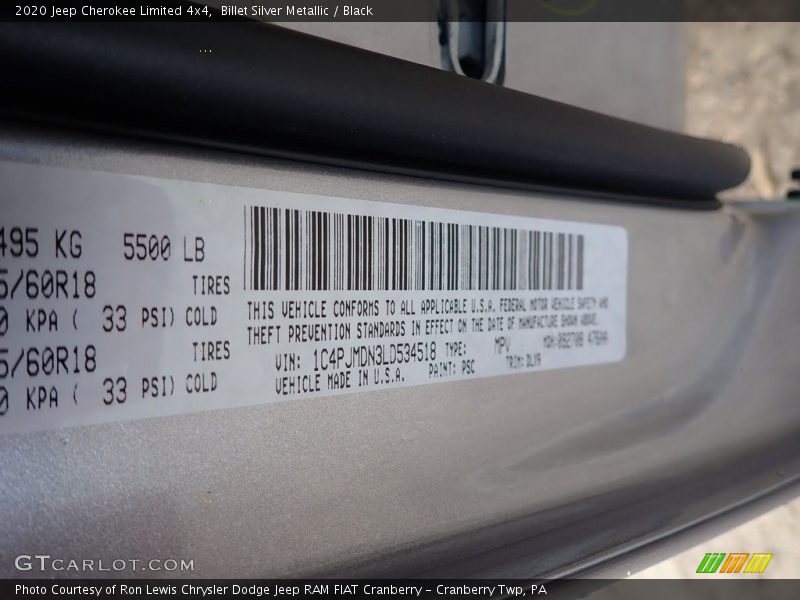 2020 Jeep Cherokee Limited 4x4, Billet Silver Metallic / Black
495 KG 5500 LB
5/60R18 TIRES
0 KPA ( 33 PSI) COLD
5/60R18 TIRES
0 KPA ( 33 PSI) COLD
THIS VEHICLE CONFORMS TO ALL APPLICABLE U.S.A. FEDERAL MOTOR VEHICLE SAFETY AND
THEFT PREVENTION STANDARDS IN EFFECT ON THE DATE OF MANUFACTURE SHOWN ABOVE.
VIN: 1C4PJMDN3LD534518 TYPE: MPV
VEHICLE MADE IN U.S.A. PAINT: PSC TRIM: DLX9
GTCARLOT.COM
Photo Courtesy of Ron Lewis Chrysler Dodge Jeep RAM FIAT Cranberry – Cranberry Twp, PA